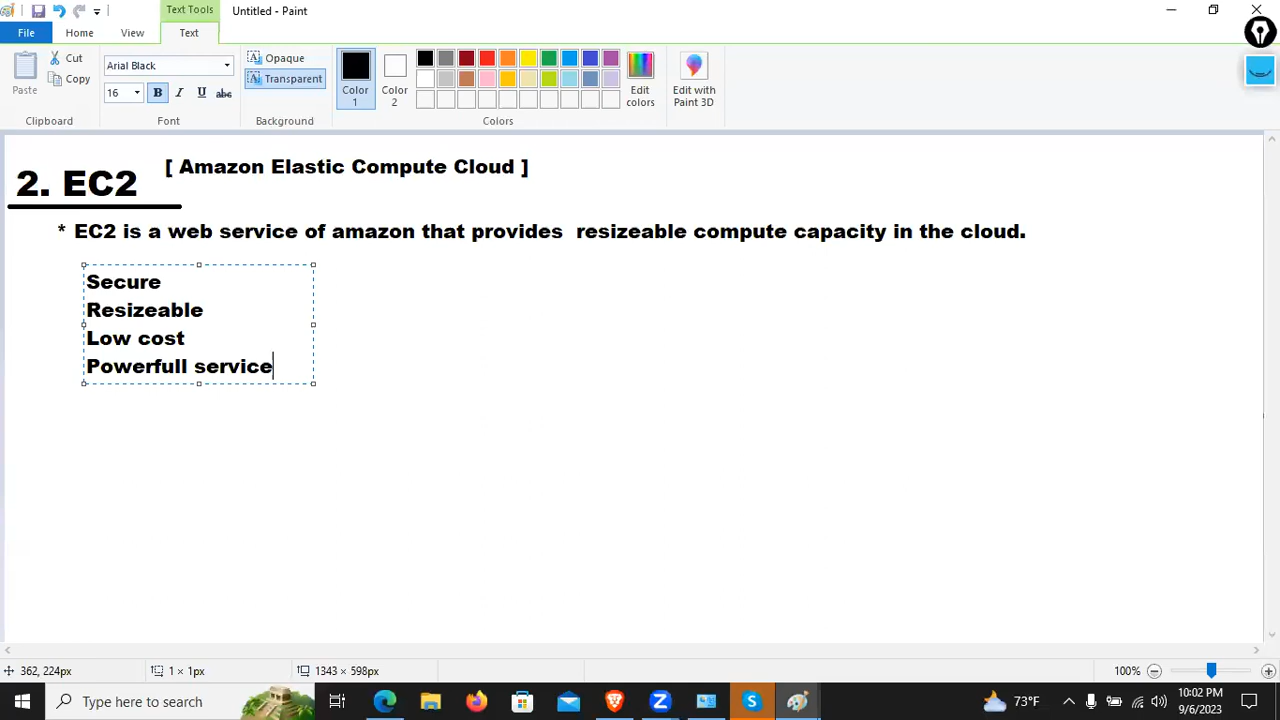 Text Tools
Untitled - Paint
File
Home
View
Text
Paste
Cut
Copy
Clipboard
Arial Black
16
B
I
U
abc
Font
Opaque
Transparent
Background
Color
1
Color
2
Edit
colors
Colors
Edit with
Paint 3D
2. EC2
[ Amazon Elastic Compute Cloud ]
* EC2 is a web service of amazon that provides  resizeable compute capacity in the cloud.
Secure
Resizeable
Low cost
Powerfull service
362, 224px
1 × 1px
1343 × 598px
100%
Type here to search
73°F
10:02 PM
9/6/2023